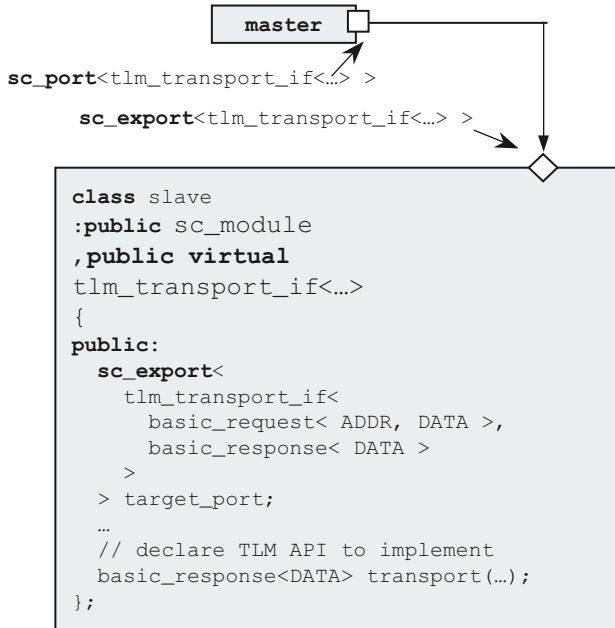 master
sc_port<tlm_transport_if<…> >
sc_export<tlm_transport_if<…> >
class slave
:public sc_module
,public virtual
tlm_transport_if<…>
{
public:
sc_export<
tlm_transport_if<
basic_request< ADDR, DATA >,
basic_response< DATA >
>
> target_port;
…
// declare TLM API to implement
basic_response<DATA> transport(…);
};